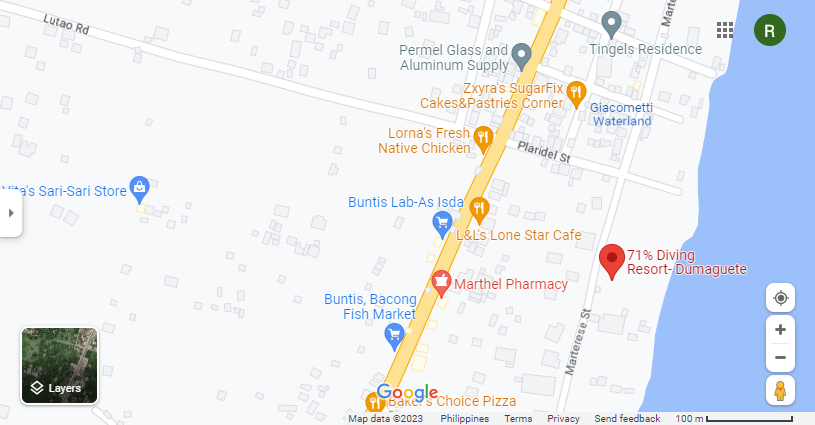 Lutao Rd
Marte
R
Tingels Residence
Permel Glass and
Aluminum Supply
Zxyra's SugarFix
Cakes&Pastries Corner
Giacometti
Waterland
Lorna's Fresh
Native Chicken
Plaridel St
Vita's Sari-Sari Store
Buntis Lab-As Isda
L&L's Lone Star Cafe
71% Diving
Resort- Dumaguete
Marthel Pharmacy
Buntis, Bacong
Fish Market
Marterese St
Layers
Google
Baker's Choice Pizza
Map data ©2023 Philippines Terms Privacy Send feedback 100 m